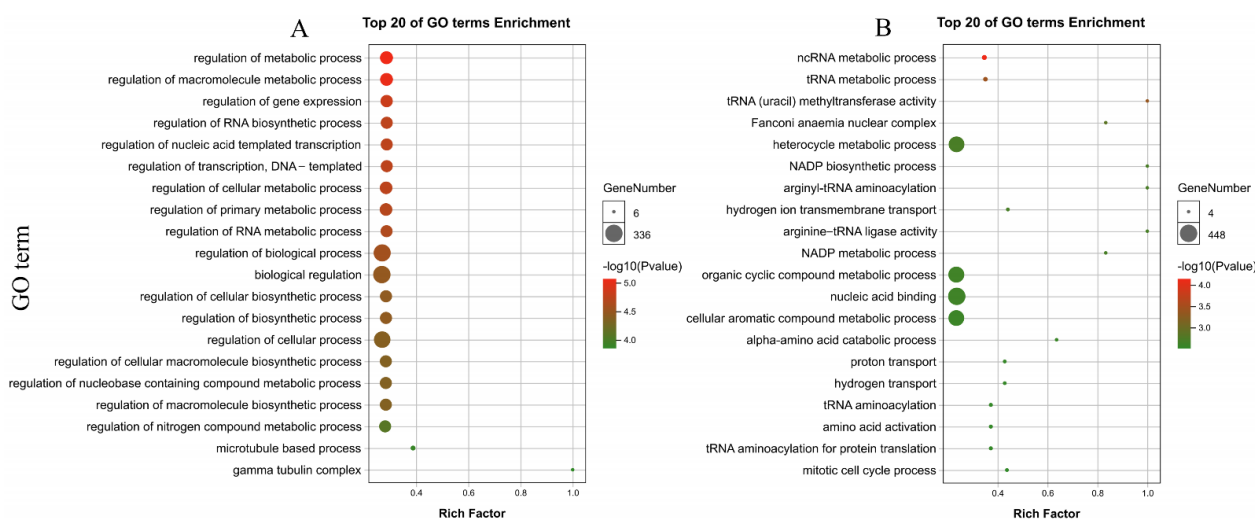 A
Top 20 of GO terms Enrichment
GO term
regulation of metabolic process
regulation of macromolecule metabolic process
regulation of gene expression
regulation of RNA biosynthetic process
regulation of nucleic acid templated transcription
regulation of transcription, DNA− templated
regulation of cellular metabolic process
regulation of primary metabolic process
regulation of RNA metabolic process
regulation of biological process
biological regulation
regulation of cellular biosynthetic process
regulation of biosynthetic process
regulation of cellular process
regulation of cellular macromolecule biosynthetic process
regulation of nucleobase containing compound metabolic process
regulation of macromolecule biosynthetic process
regulation of nitrogen compound metabolic process
microtubule based process
gamma tubulin complex
0.4 0.6 0.8 1.0
Rich Factor
GeneNumber
6
336
-log10(Pvalue)
5.0
4.0
B
Top 20 of GO terms Enrichment
ncRNA metabolic process
tRNA metabolic process
tRNA (uracil) methyltransferase activity
Fanconi anaemia nuclear complex
heterocycle metabolic process
NADP biosynthetic process
arginyl-tRNA aminoacylation
hydrogen ion transmembrane transport
arginine−tRNA ligase activity
NADP metabolic process
organic cyclic compound metabolic process
nucleic acid binding
cellular aromatic compound metabolic process
alpha-amino acid catabolic process
proton transport
hydrogen transport
tRNA aminoacylation
amino acid activation
tRNA aminoacylation for protein translation
mitotic cell cycle process
0.4 0.6 0.8 1.0
Rich Factor
GeneNumber
4
448
-log10(Pvalue)
4.0
3.0